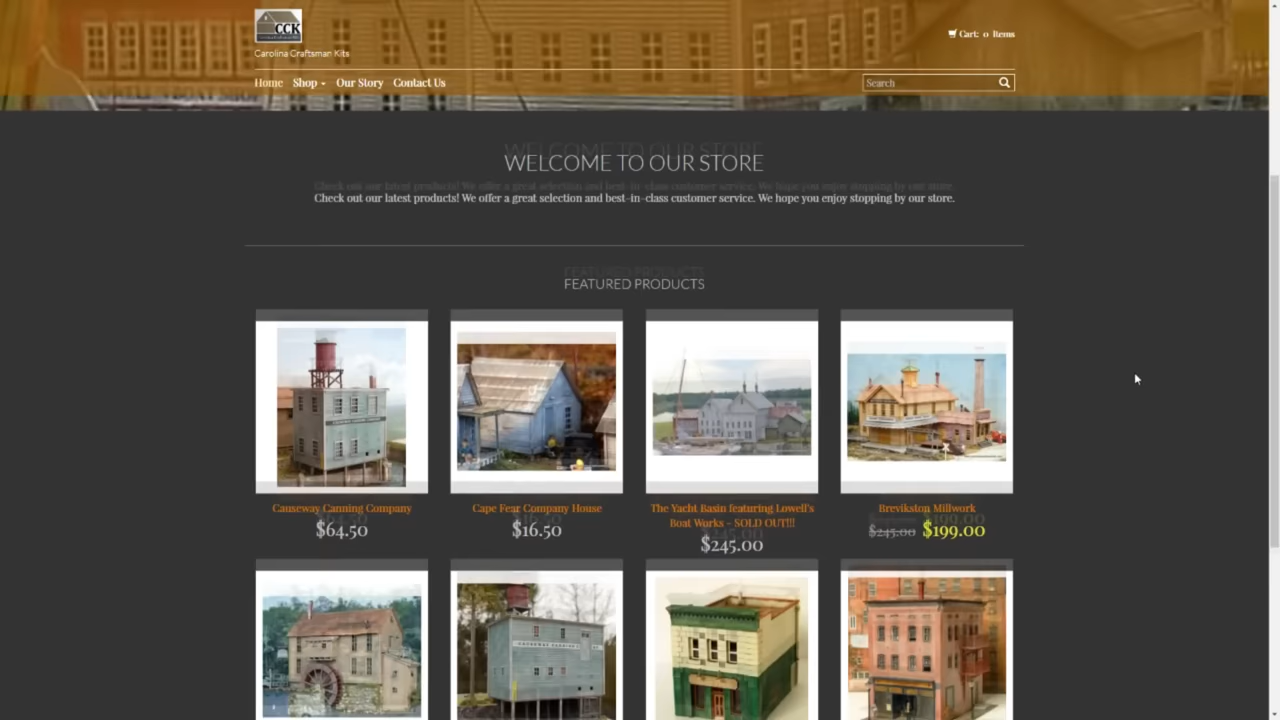 CCK
Carolina Craftsman Kits
Cart: 0 Items
Home Shop Our Story Contact Us
Search
WELCOME TO OUR STORE
Check out our latest products! We offer a great selection and best-in-class customer service. We hope you enjoy stopping by our store.
FEATURED PRODUCTS
Causeway Canning Company
$64.50
Cape Fear Company House
$16.50
The Yacht Basin featuring Lowell's
Boat Works - SOLD OUT!!!
$245.00
Brevikston Millwork
$245.00 $199.00